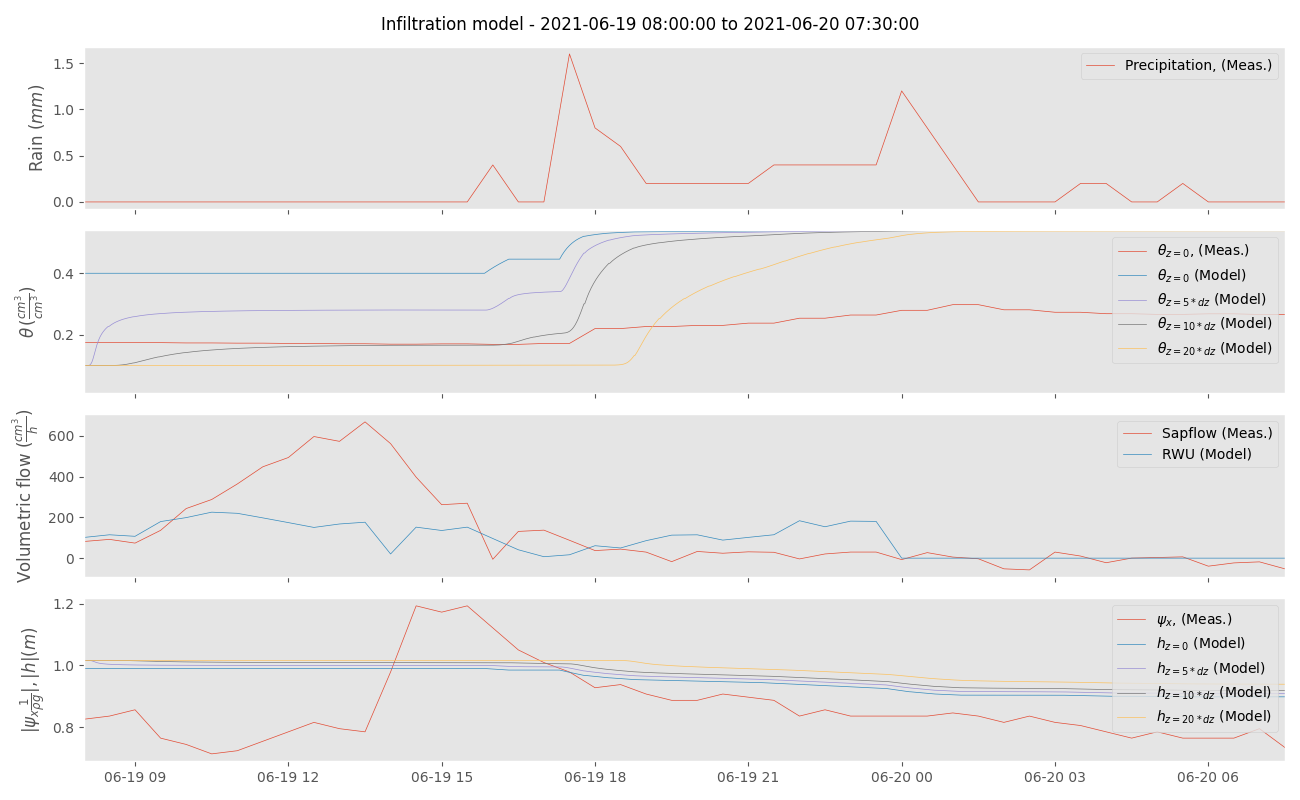 Infiltration model - 2021-06-19 08:00:00 to 2021-06-20 07:30:00
Rain (mm)
1.5
1.0
0.5
0.0
Precipitation, (Meas.)
θ (cm³/cm³)
0.4
0.2
θz=0, (Meas.)
θz=0 (Model)
θz=5*dz (Model)
θz=10*dz (Model)
θz=20*dz (Model)
Volumetric flow (cm³/h)
600
400
200
0
Sapflow (Meas.)
RWU (Model)
|ψx 1/ρg|, |h|(m)
1.2
1.0
0.8
ψx, (Meas.)
hz=0 (Model)
hz=5*dz (Model)
hz=10*dz (Model)
hz=20*dz (Model)
06-19 09 06-19 12 06-19 15 06-19 18 06-19 21 06-20 00 06-20 03 06-20 06